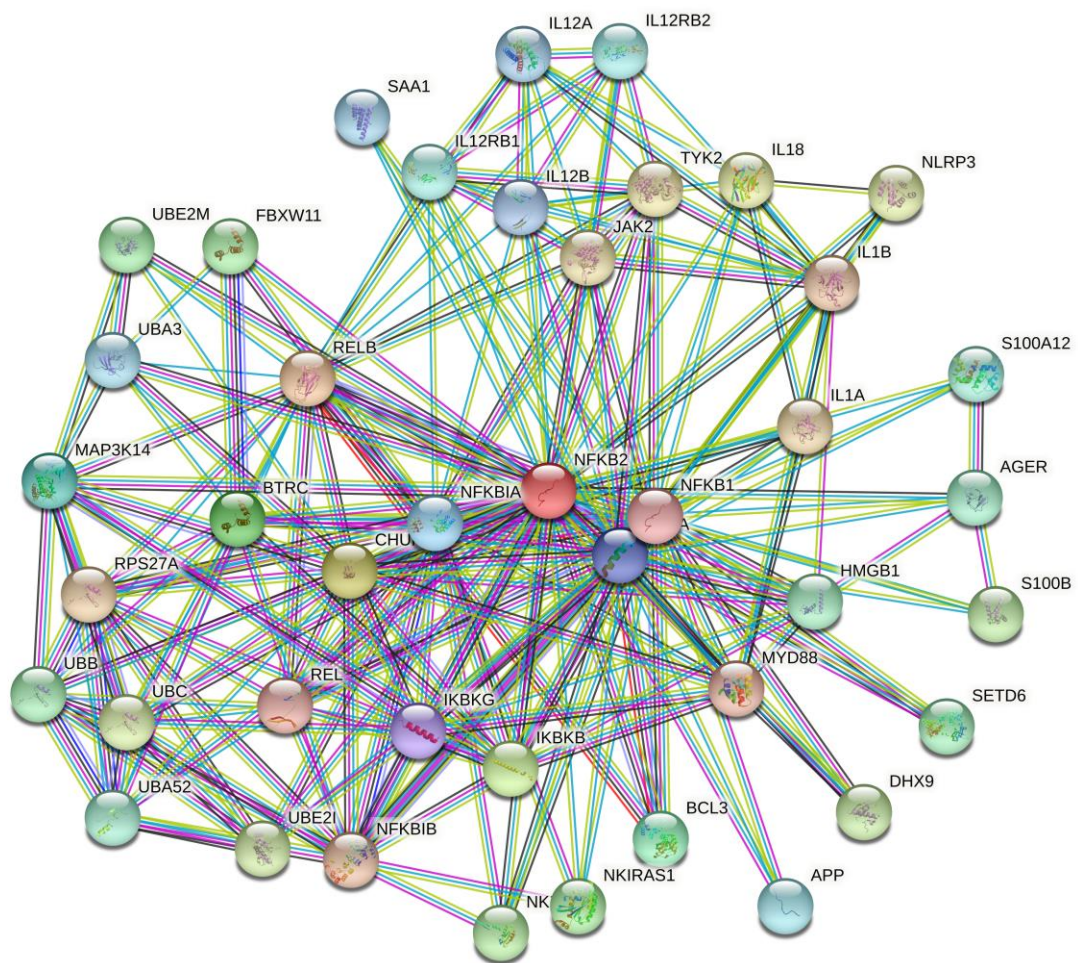 IL12A
IL12RB2
SAA1
IL12RB1
IL12B
TYK2
IL18
NLRP3
UBE2M
FBXW11
JAK2
IL1B
UBA3
RELB
S100A12
IL1A
MAP3K14
BTRC
NFKBIA
NFKB2
NFKB1
AGER
CHU
A
RPS27A
HMGB1
S100B
UBB
UBC
REL
IKBKG
MYD88
IKBKB
SETD6
UBA52
UBE2I
NFKBIB
BCL3
DHX9
NKIRAS1
NK
APP